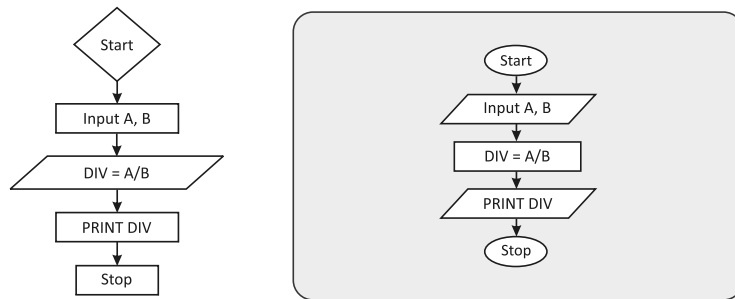 Start
Input A, B
DIV = A/B
PRINT DIV
Stop
Start
Input A, B
DIV = A/B
PRINT DIV
Stop